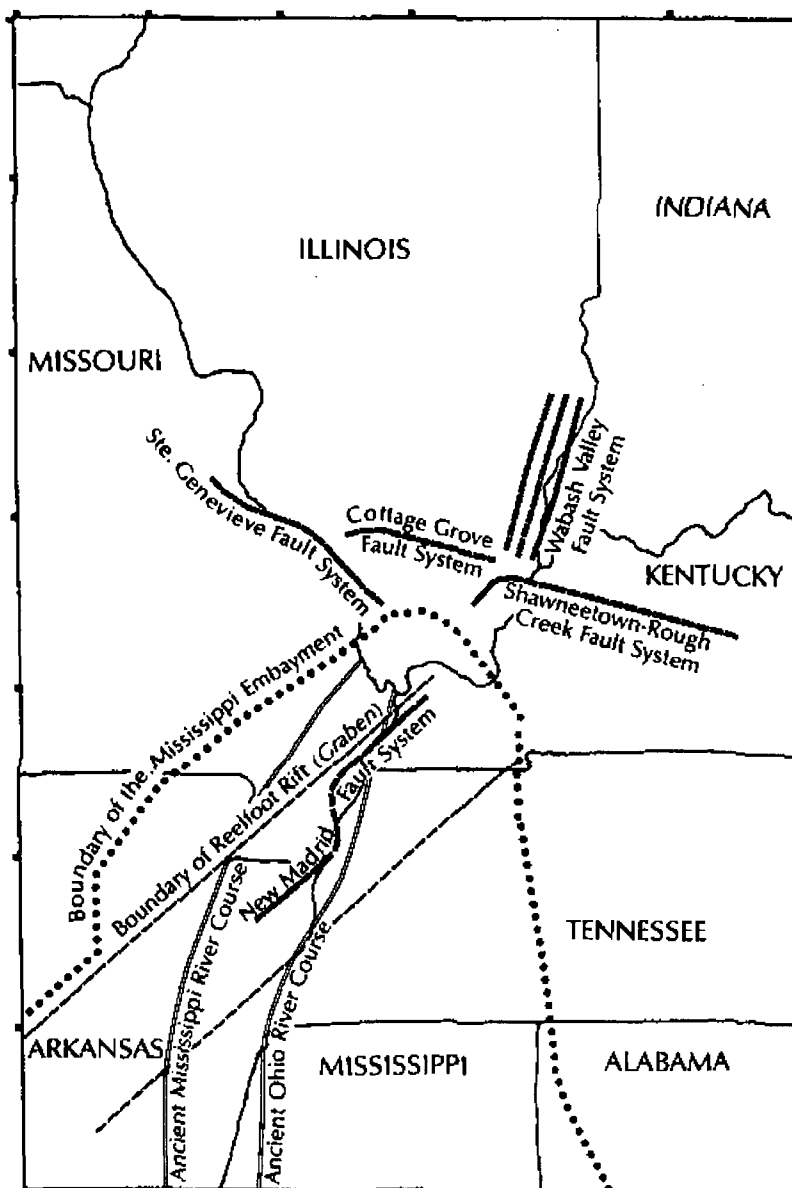 INDIANA
ILLINOIS
MISSOURI
Ste. Genevieve Fault System
Cottage Grove
Fault System
Wabash Valley
Fault System
KENTUCKY
Shawneetown-Rough
Creek Fault System
Boundary of the Mississippi Embayment
Boundary of Reelfoot Rift (Graben)
New Madrid
Fault System
TENNESSEE
ARKANSAS
Ancient Mississippi River Course
Ancient Ohio River Course
MISSISSIPPI
ALABAMA